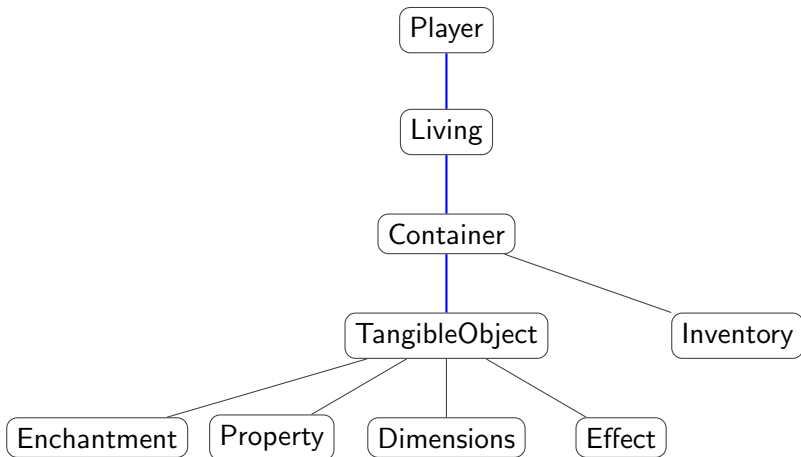 Player
Living
Container
TangibleObject
Inventory
Enchantment
Property
Dimensions
Effect